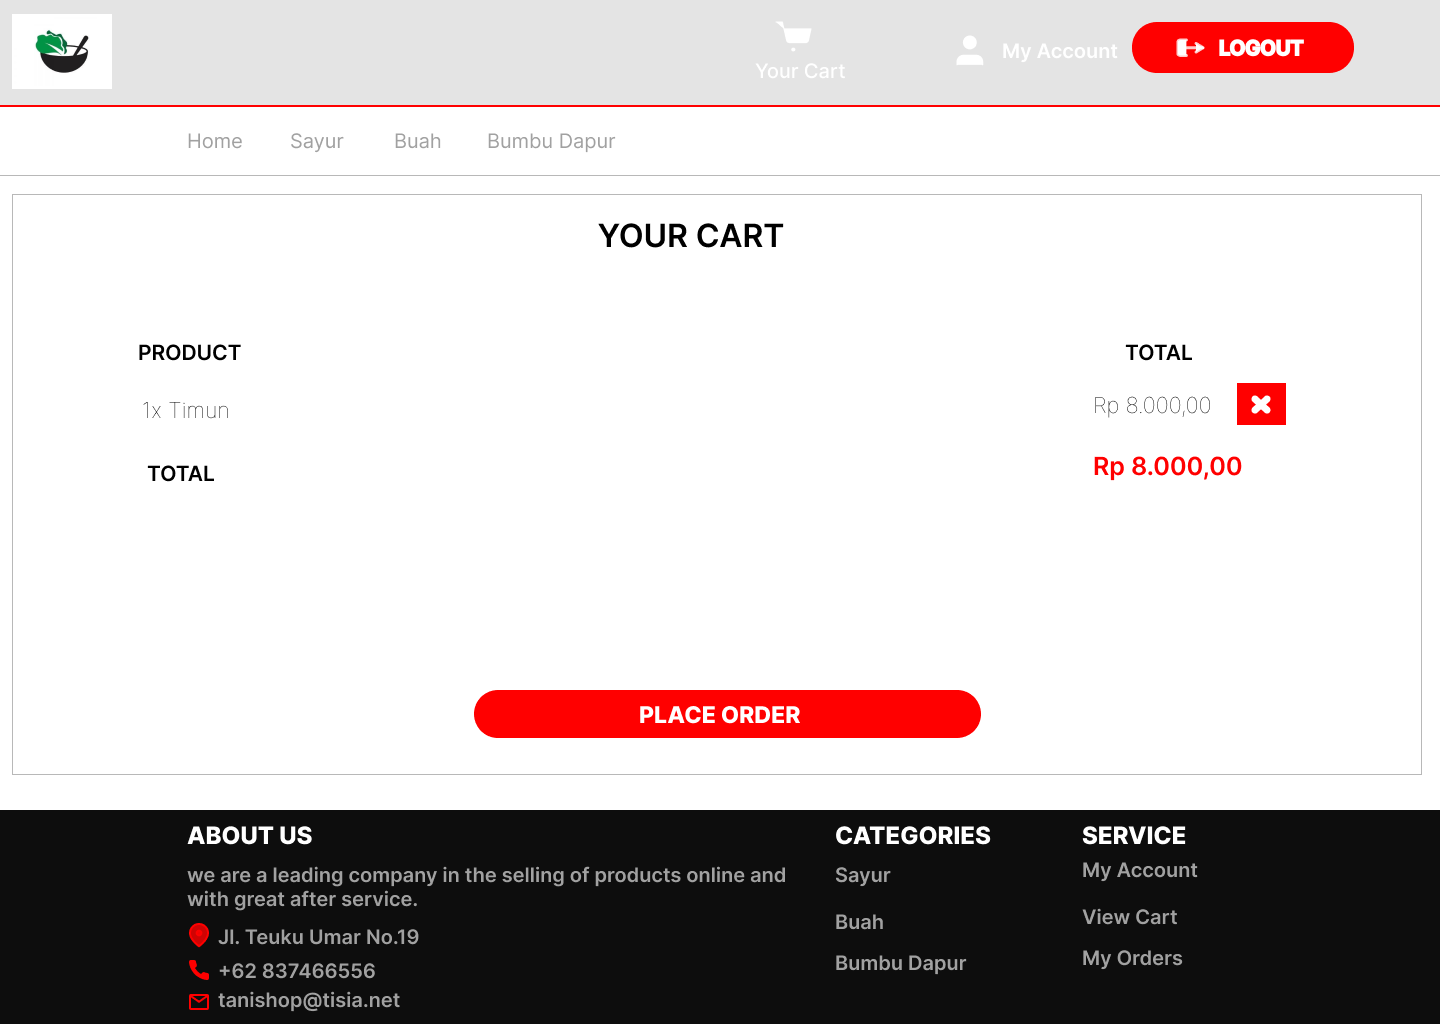 Your Cart
My Account
LOGOUT
Home
Sayur
Buah
Bumbu Dapur
YOUR CART
PRODUCT
TOTAL
1x Timun
Rp 8.000,00
TOTAL
Rp 8.000,00
PLACE ORDER
ABOUT US
we are a leading company in the selling of products online and
with great after service.
Jl. Teuku Umar No.19
+62 837466556
tanishop@tisia.net
CATEGORIES
Sayur
Buah
Bumbu Dapur
SERVICE
My Account
View Cart
My Orders